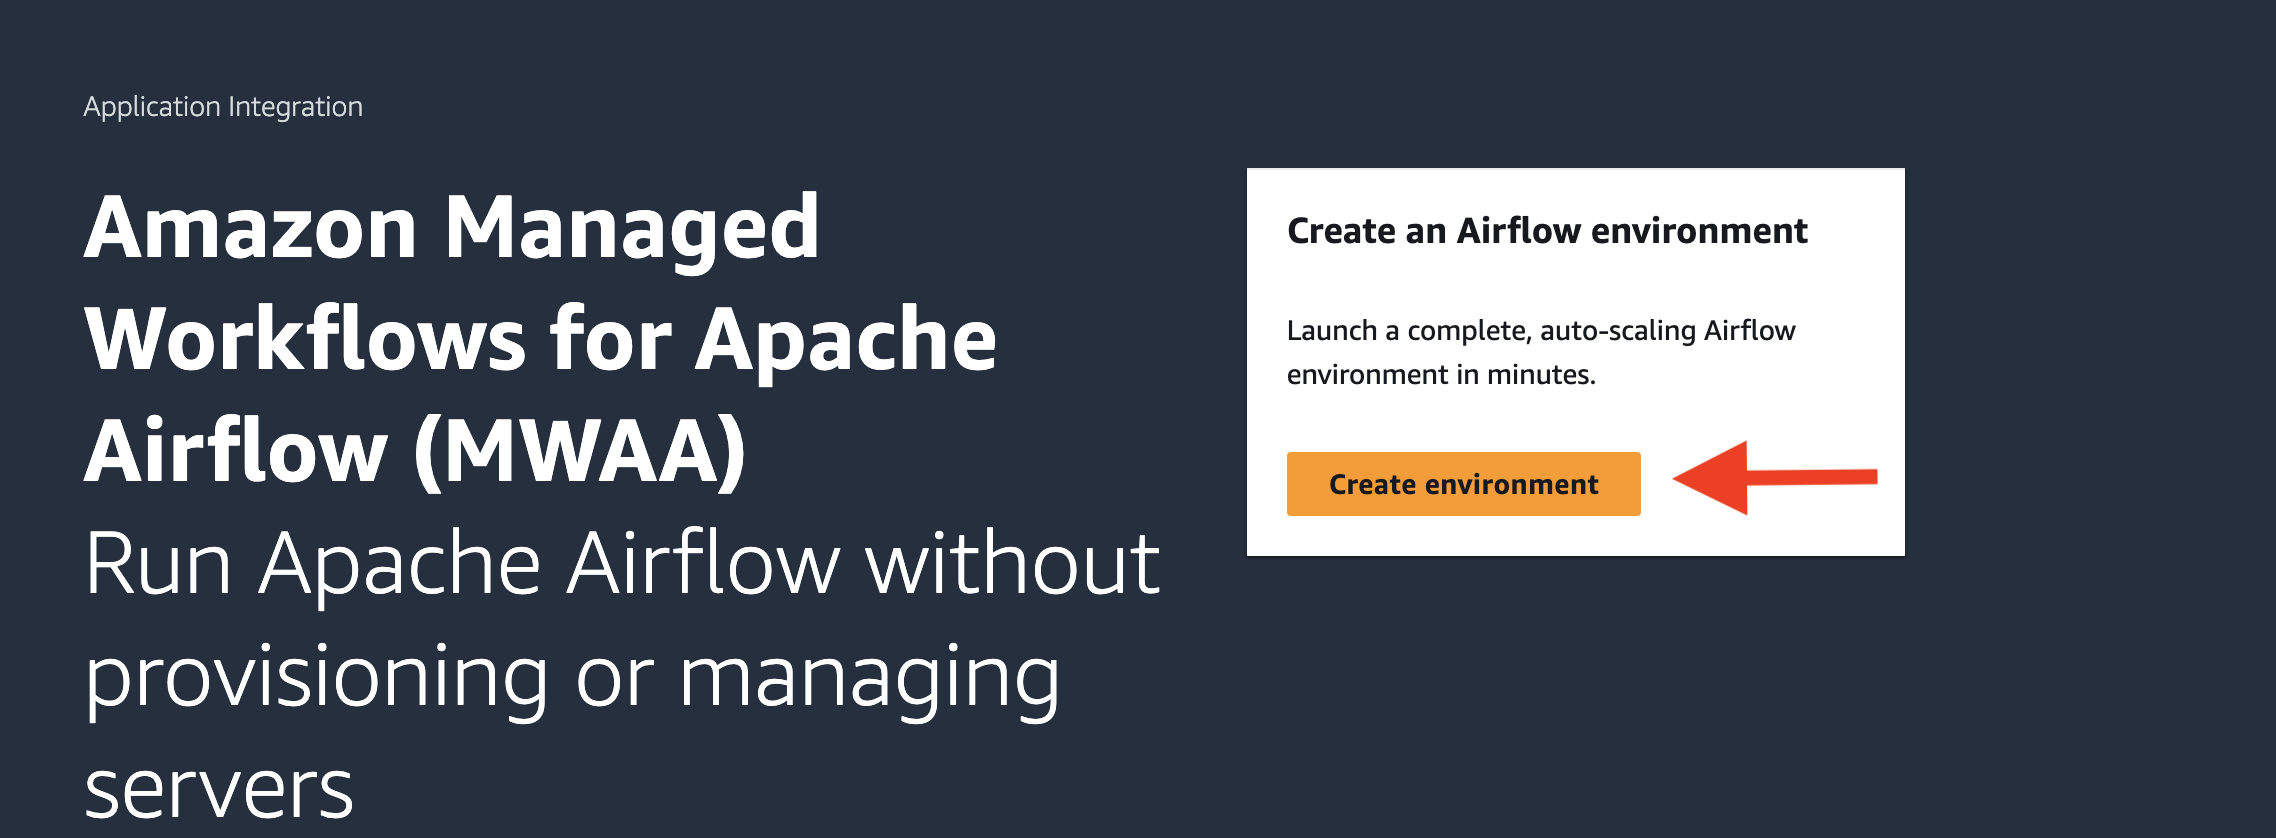 Application Integration
Amazon Managed
Workflows for Apache
Airflow (MWAA)
Run Apache Airflow without
provisioning or managing
servers
Create an Airflow environment
Launch a complete, auto-scaling Airflow
environment in minutes.
Create environment